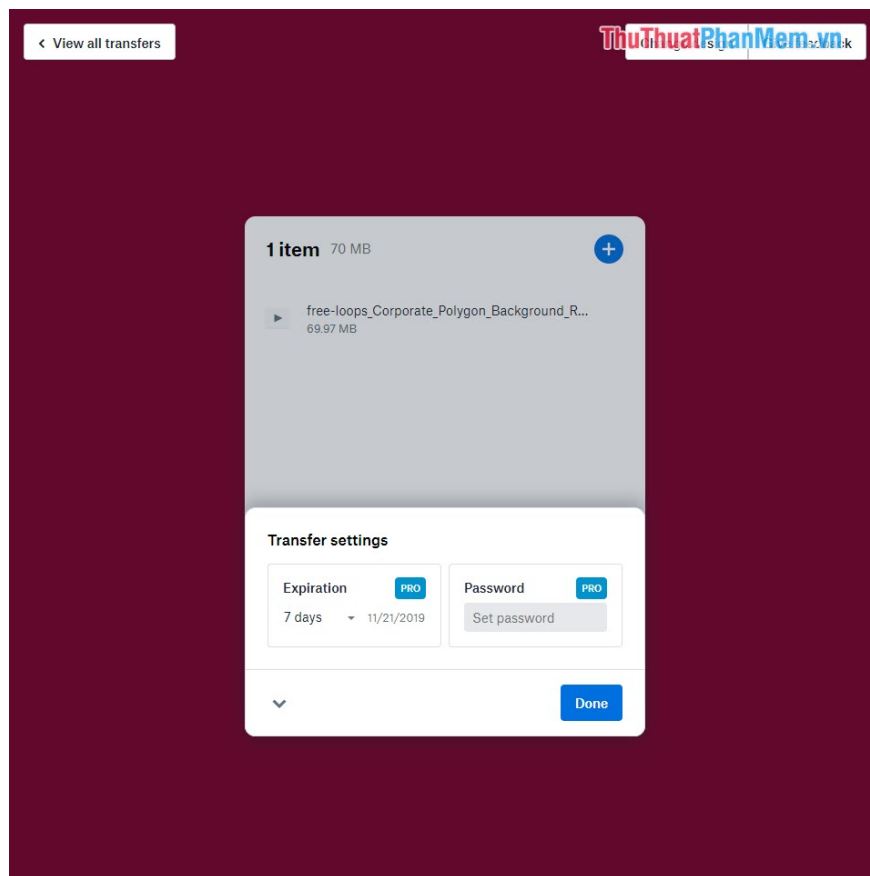 View all transfers
ThuThuatPhanMem.vn
1 item 70 MB
free-loops_Corporate_Polygon_Background_R...
69.97 MB
Transfer settings
Expiration PRO
7 days 11/21/2019
Password PRO
Set password
Done